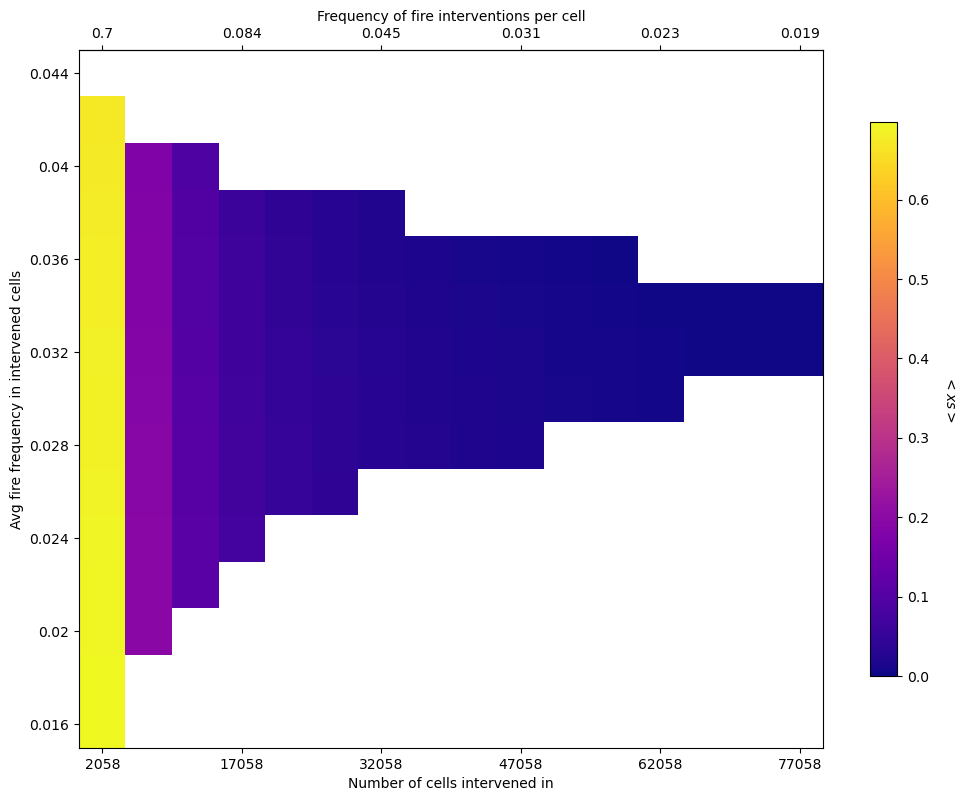 Frequency of fire interventions per cell
0.7 0.084 0.045 0.031 0.023 0.019
Avg fire frequency in intervened cells
0.044
0.04
0.036
0.032
0.028
0.024
0.02
0.016
2058 17058 32058 47058 62058 77058
Number of cells intervened in
0.6
0.5
0.4
0.3
0.2
0.1
0.0
<xs>